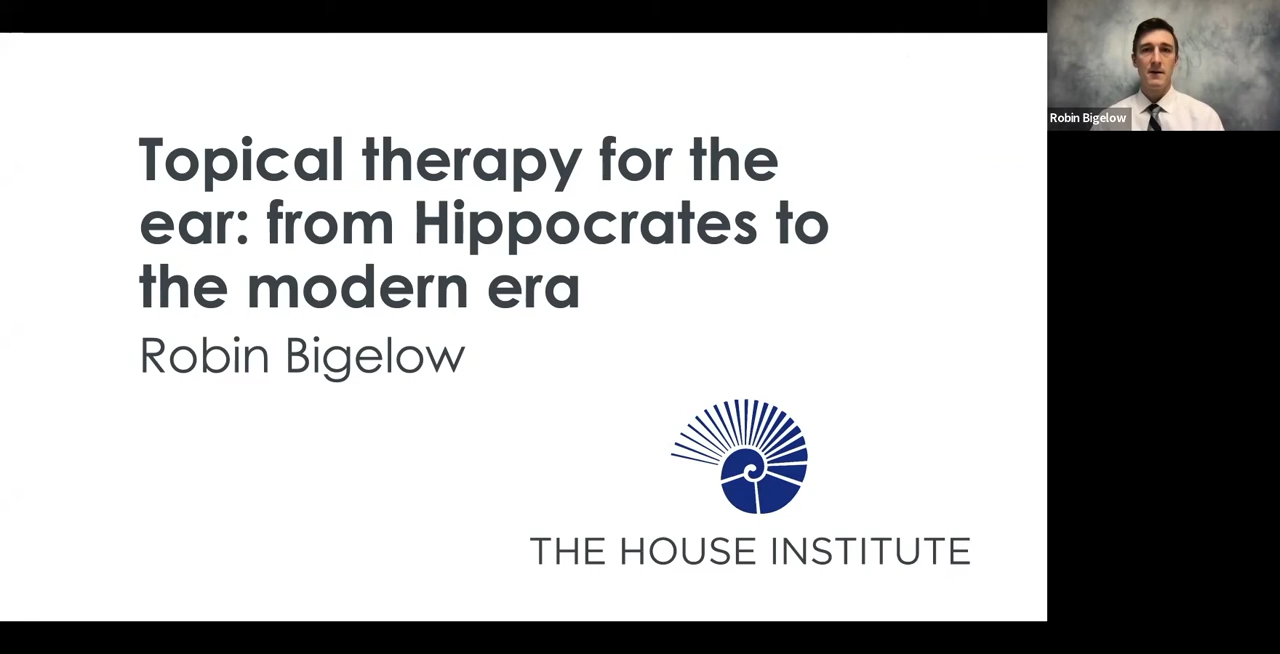 Topical therapy for the
ear: from Hippocrates to
the modern era
Robin Bigelow
THE HOUSE INSTITUTE
Robin Bigelow